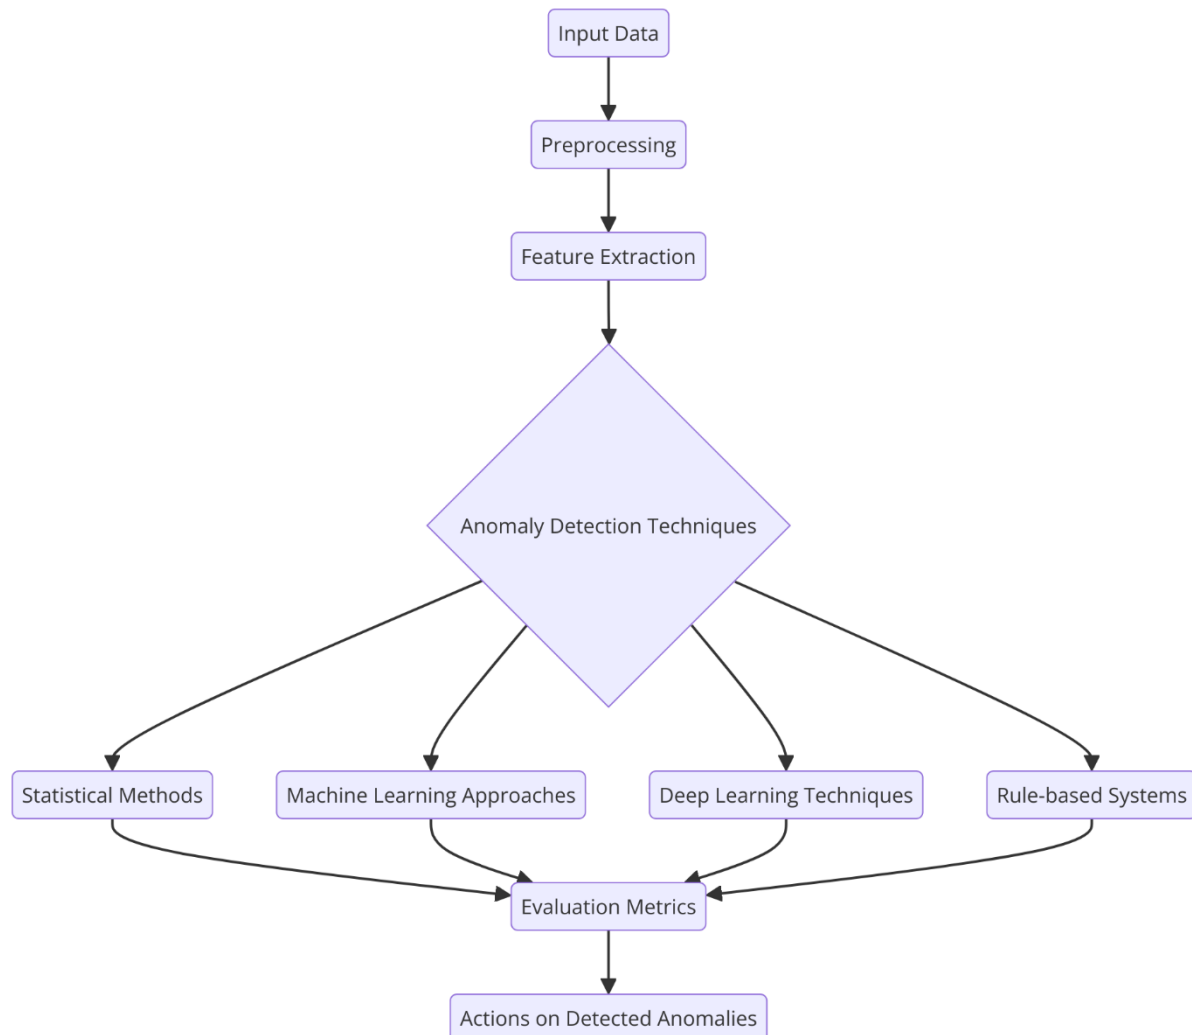 Input Data
Preprocessing
Feature Extraction
Anomaly Detection Techniques
Statistical Methods
Machine Learning Approaches
Deep Learning Techniques
Rule-based Systems
Evaluation Metrics
Actions on Detected Anomalies